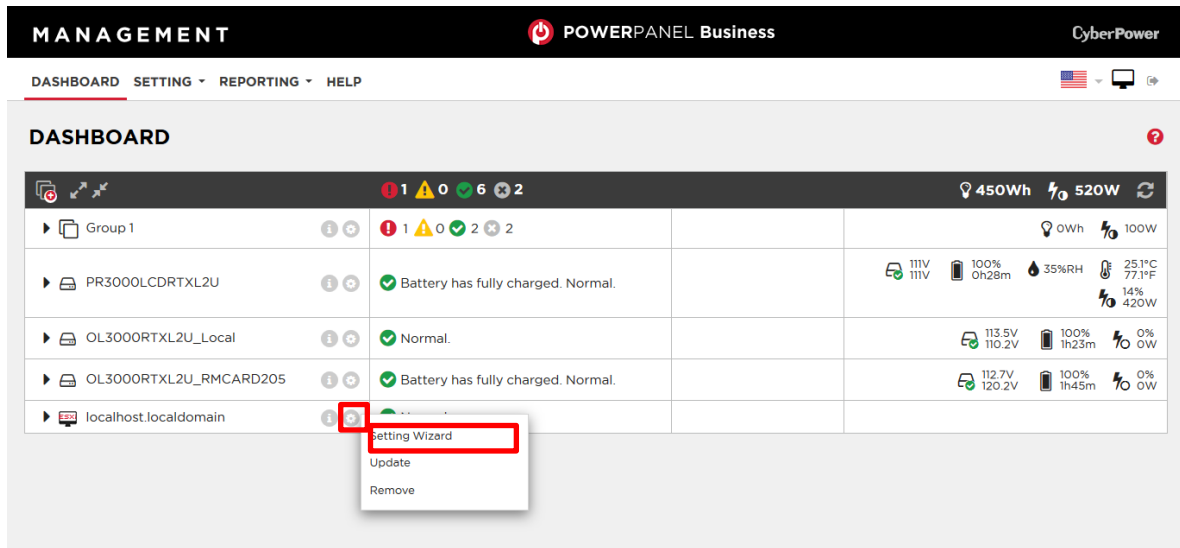 MANAGEMENT POWERPANEL Business CyberPower
DASHBOARD SETTING REPORTING HELP
DASHBOARD
1 0 6 2 450Wh 520W
Group 1 1 0 2 2 0Wh 100W
PR3000LCDRTXL2U Battery has fully charged. Normal. 111V 111V 100% 0h28m 35%RH 25.1°C 77.1°F
14% 420W
OL3000RTXL2U_Local Normal. 113.5V 110.2V 100% 1h23m 0% 0W
OL3000RTXL2U_RMCARD205 Battery has fully charged. Normal. 112.7V 120.2V 100% 1h45m 0% 0W
ESX localhost.localdomain
Setting Wizard
Update
Remove